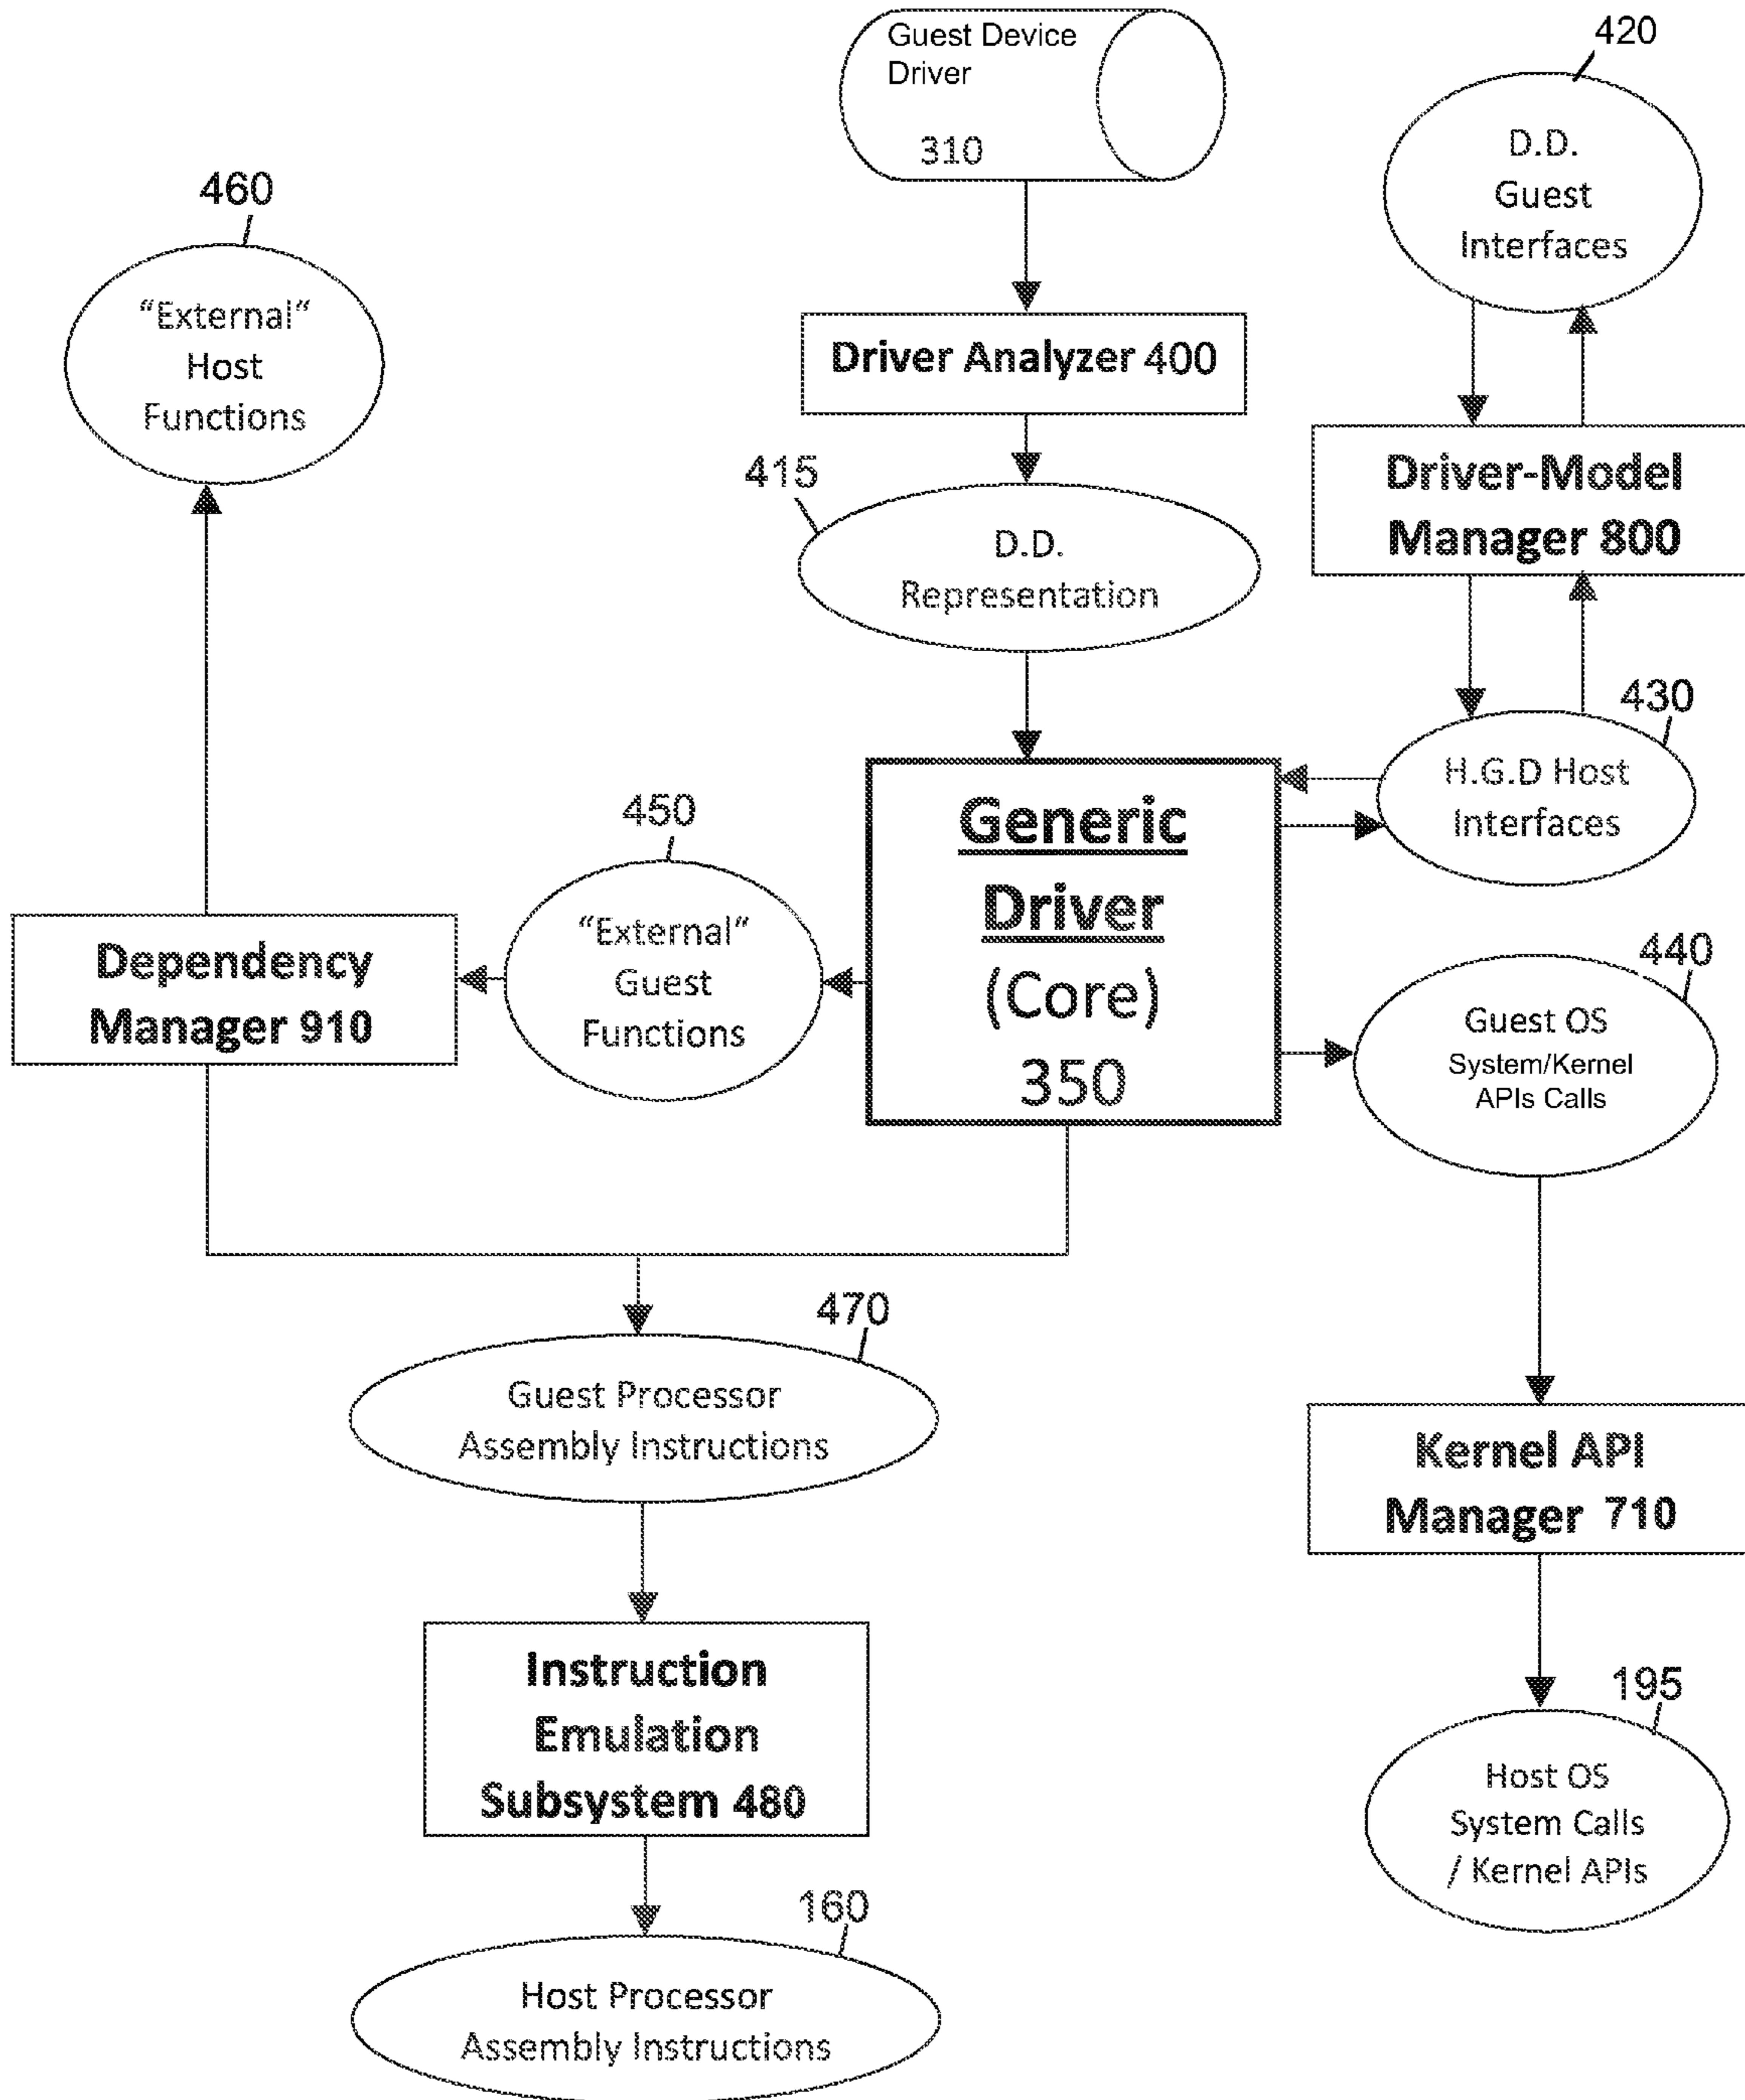 Guest Device
Driver
310
420
D.D.
Guest
Interfaces
460
“External“
Host
Functions
Driver Analyzer 400
415
D.D.
Representation
Driver-Model
Manager 800
430
H.G.D Host
Interfaces
450
“External”
Guest
Functions
Generic
Driver
(Core)
350
Dependency
Manager 910
440
Guest OS
System/Kernel
APIs Calls
470
Guest Processor
Assembly Instructions
Kernel API
Manager 710
Instruction
Emulation
Subsystem 480
195
Host OS
System Calls
/ Kernel APIs
160
Host Processor
Assembly Instructions